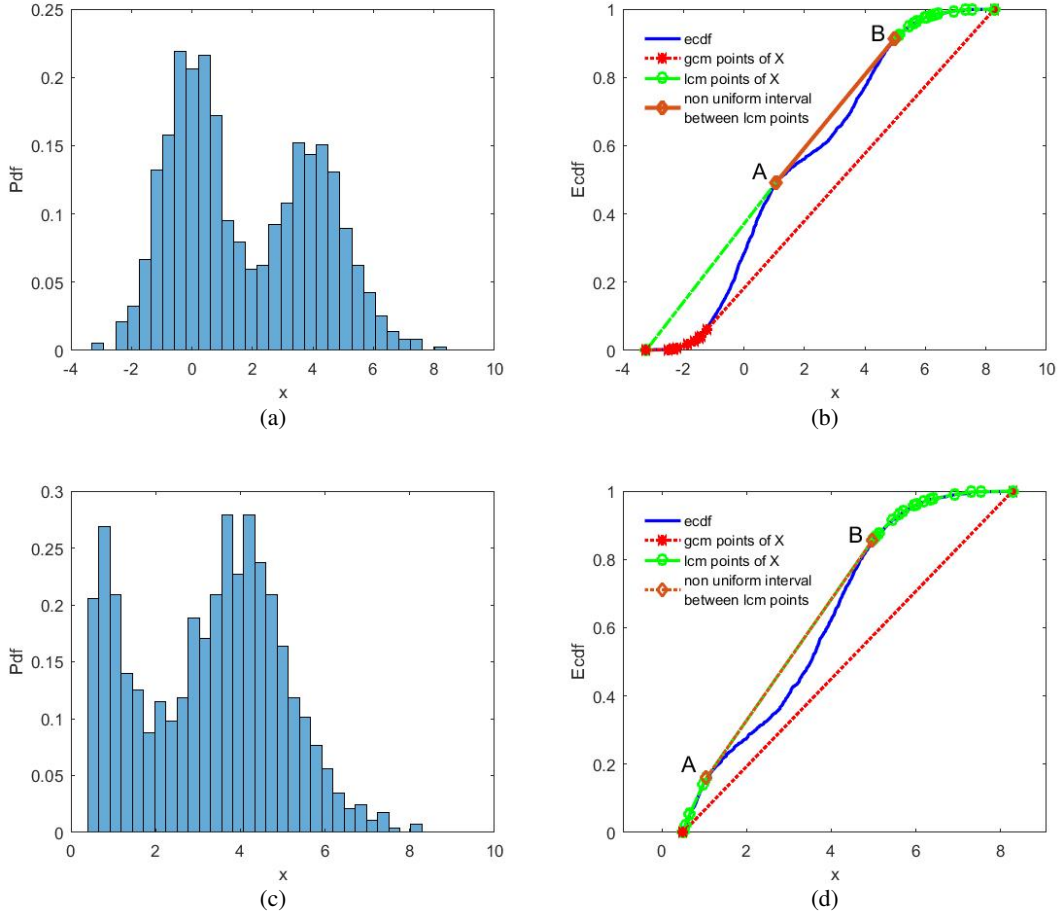 0.25
0.2
0.15
0.1
0.05
0
Pdf
-4
-2
0
2
4
6
8
10
x
(a)
1
0.8
0.6
0.4
0.2
0
Ecdf
ecdf
gcm points of X
lcm points of X
non uniform interval
between lcm points
A
B
-4
-2
0
2
4
6
8
10
x
(b)
0.3
0.25
0.2
0.15
0.1
0.05
0
Pdf
0
2
4
6
8
10
x
(c)
1
0.8
0.6
0.4
0.2
0
Ecdf
ecdf
gcm points of X
lcm points of X
non uniform interval
between lcm points
A
B
0
2
4
6
8
x
(d)